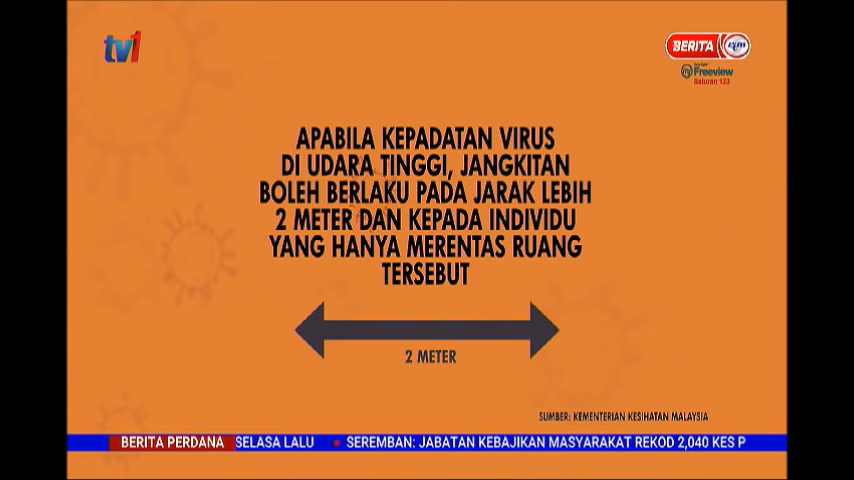 tv1
BERITA rtm
Freeview
Saluran 123
APABILA KEPADATAN VIRUS
DI UDARA TINGGI, JANGKITAN
BOLEH BERLAKU PADA JARAK LEBIH
2 METER DAN KEPADA INDIVIDU
YANG HANYA MERENTAS RUANG
TERSEBUT
2 METER
SUMBER: KEMENTERIAN KESIHATAN MALAYSIA
BERITA PERDANA SELASA LALU • SEREMBAN: JABATAN KEBAJIKAN MASYARAKAT REKOD 2,040 KES P